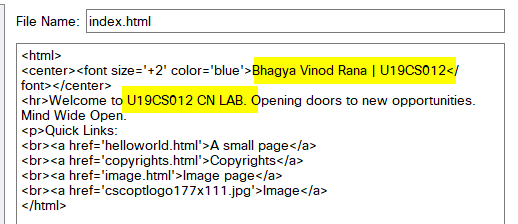 File Name: index.html
<html>
<center><font size='+2' color='blue'>Bhagya Vinod Rana | U19CS012</
font></center>
<hr>Welcome to U19CS012 CN LAB. Opening doors to new opportunities.
Mind Wide Open.
<p>Quick Links:
<br><a href='helloworld.html'>A small page</a>
<br><a href='copyrights.html'>Copyrights</a>
<br><a href='image.html'>Image page</a>
<br><a href='cscoptlogo177x111.jpg'>Image</a>
</html>